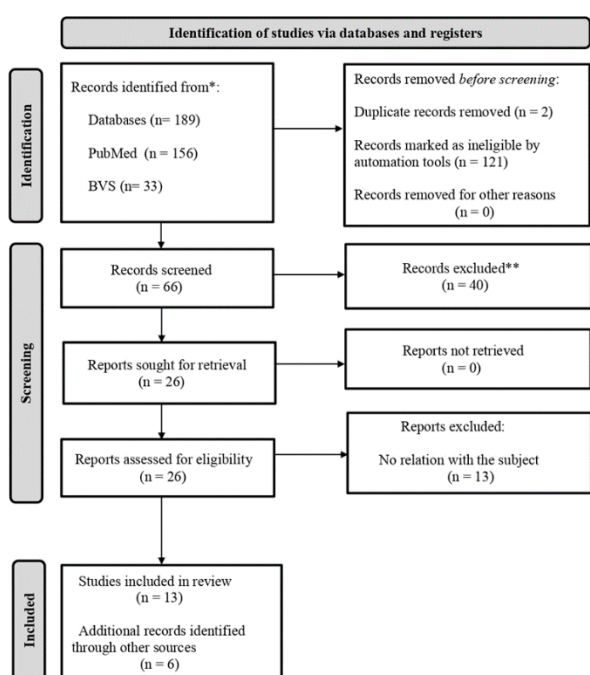 Identification of studies via databases and registers
Identification
Records identified from*:
Databases (n= 189)
PubMed (n = 156)
BVS (n= 33)
Records removed before screening:
Duplicate records removed (n = 2)
Records marked as ineligible by
automation tools (n = 121)
Records removed for other reasons
(n = 0)
Screening
Records screened
(n = 66)
Records excluded**
(n = 40)
Reports sought for retrieval
(n = 26)
Reports not retrieved
(n = 0)
Reports assessed for eligibility
(n = 26)
Reports excluded:
No relation with the subject
(n = 13)
Included
Studies included in review
(n = 13)
Additional records identified
through other sources
(n = 6)